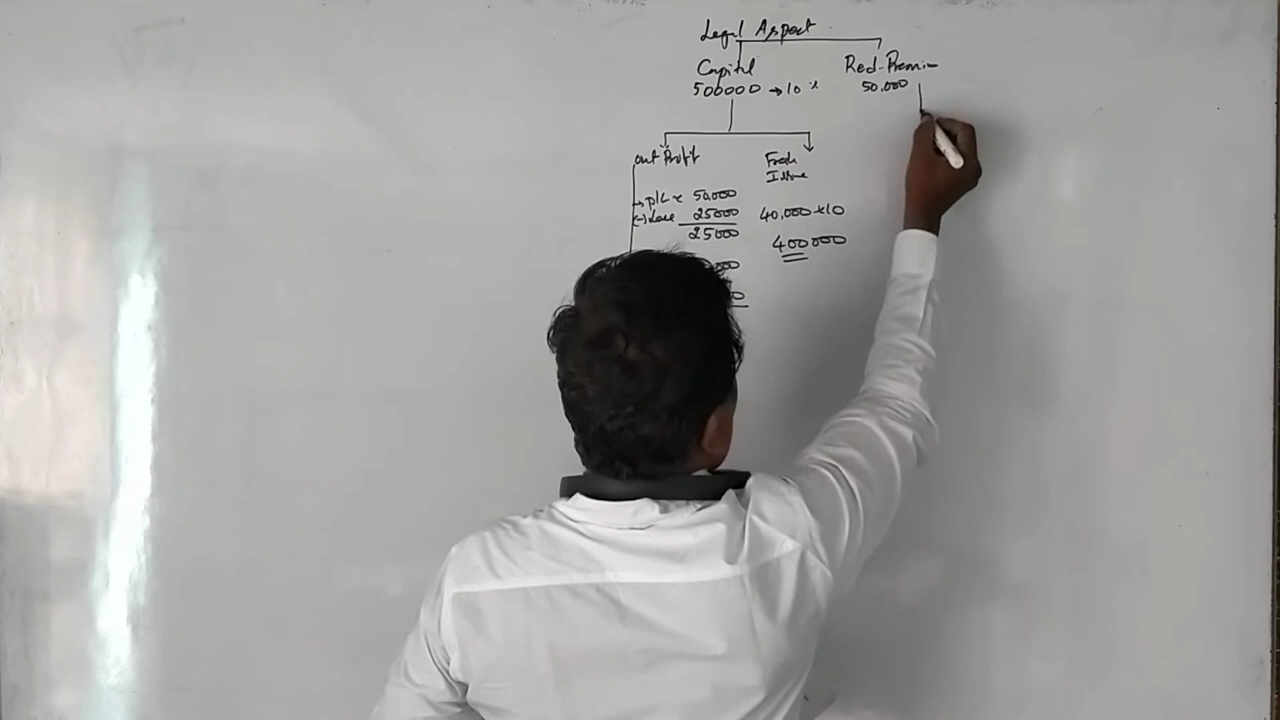 Legal Aspect
Capital
500000 → 10 %
Red-Premium
50,000
out Profit
→ P/L x 50,000
(-) Loss 25000
25000
Fresh
Issue
40,000 x 10
400000